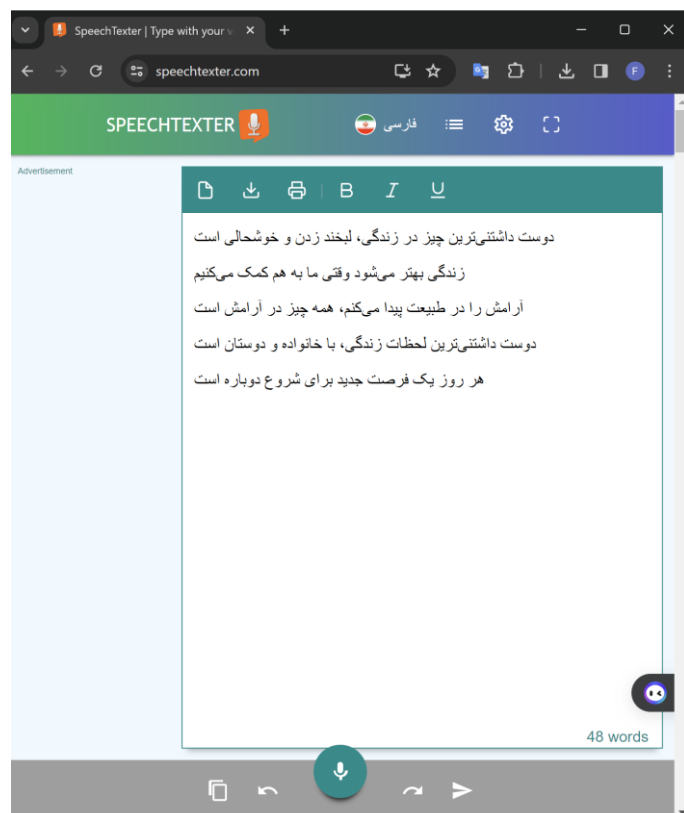 SpeechTexter | Type with your v
speechtexter.com
F
SPEECHTEXTER
فارسی
Advertisement
B I U
دوست داشتنی‌ترین چیز در زندگی، لبخند زدن و خوشحالی است
زندگی بهتر می‌شود وقتی ما به هم کمک می‌کنیم
آرامش را در طبیعت پیدا می‌کنم، همه چیز در آرامش است
دوست داشتنی‌ترین لحظات زندگی، با خانواده و دوستان است
هر روز یک فرصت جدید برای شروع دوباره است
48 words